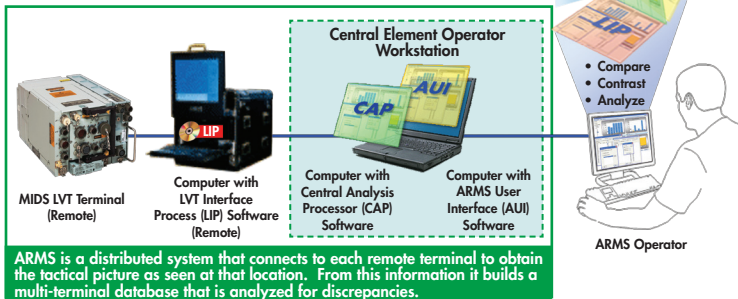 Central Element Operator
Workstation
LIP
• Compare
• Contrast
• Analyze
AUI
CAP
LIP
MIDS LVT Terminal
(Remote)
Computer with
LVT Interface
Process (LIP) Software
(Remote)
Computer with
Central Analysis
Processor (CAP)
Software
Computer with
ARMS User
Interface (AUI)
Software
ARMS Operator
ARMS is a distributed system that connects to each remote terminal to obtain
the tactical picture as seen at that location.  From this information it builds a
multi-terminal database that is analyzed for discrepancies.